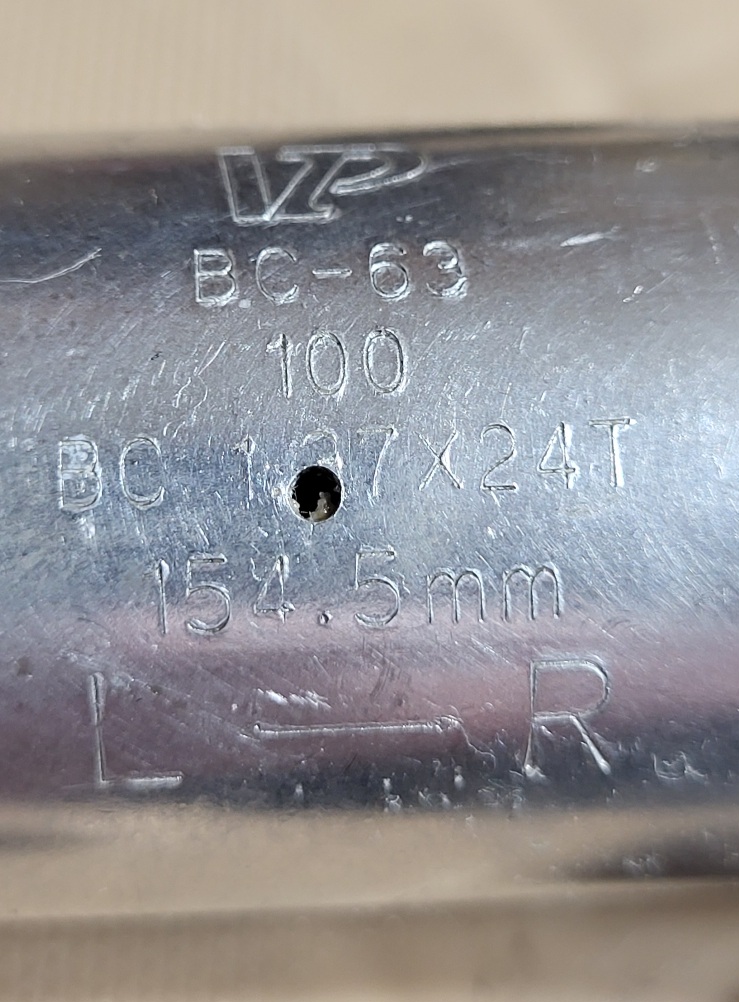 VP
BC-63
100
BC 1.37X24T
154.5mm
L — R